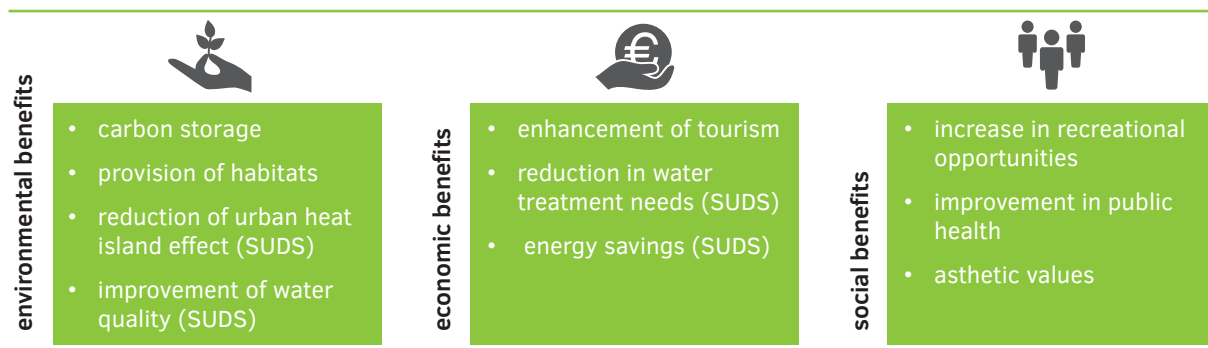 environmental benefits
• carbon storage
• provision of habitats
• reduction of urban heat
island effect (SUDS)
• improvement of water
quality (SUDS)
economic benefits
€
• enhancement of tourism
• reduction in water
treatment needs (SUDS)
• energy savings (SUDS)
social benefits
• increase in recreational
opportunities
• improvement in public
health
• asthetic values